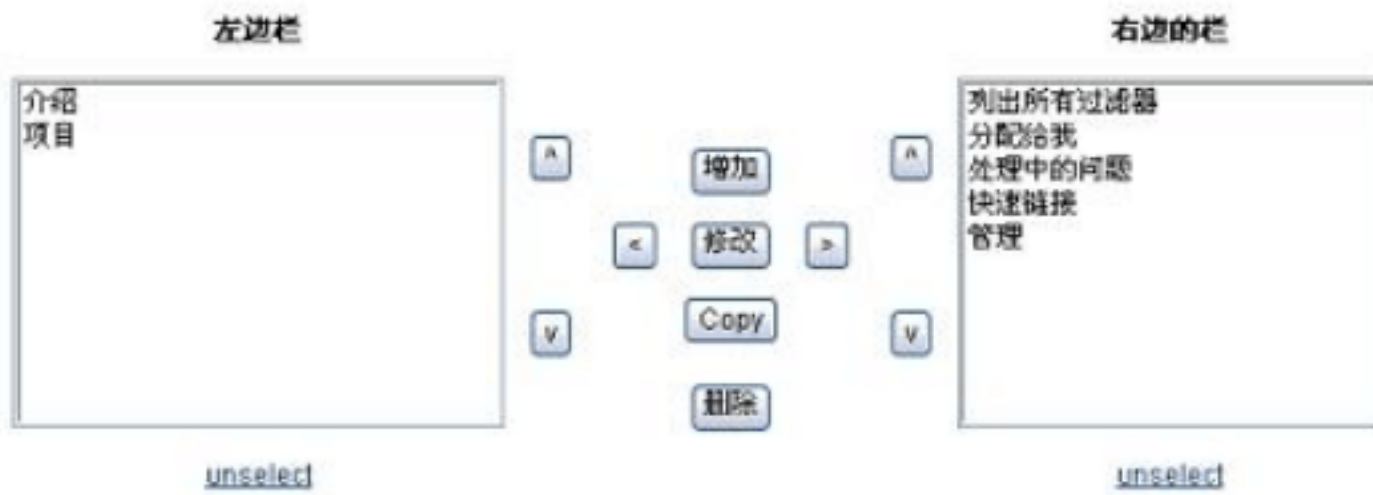 左边栏
介绍
项目
unselect
^
v
<
增加
修改
Copy
删除
>
^
v
右边的栏
列出所有过滤器
分配给我
处理中的问题
快速链接
管理
unselect